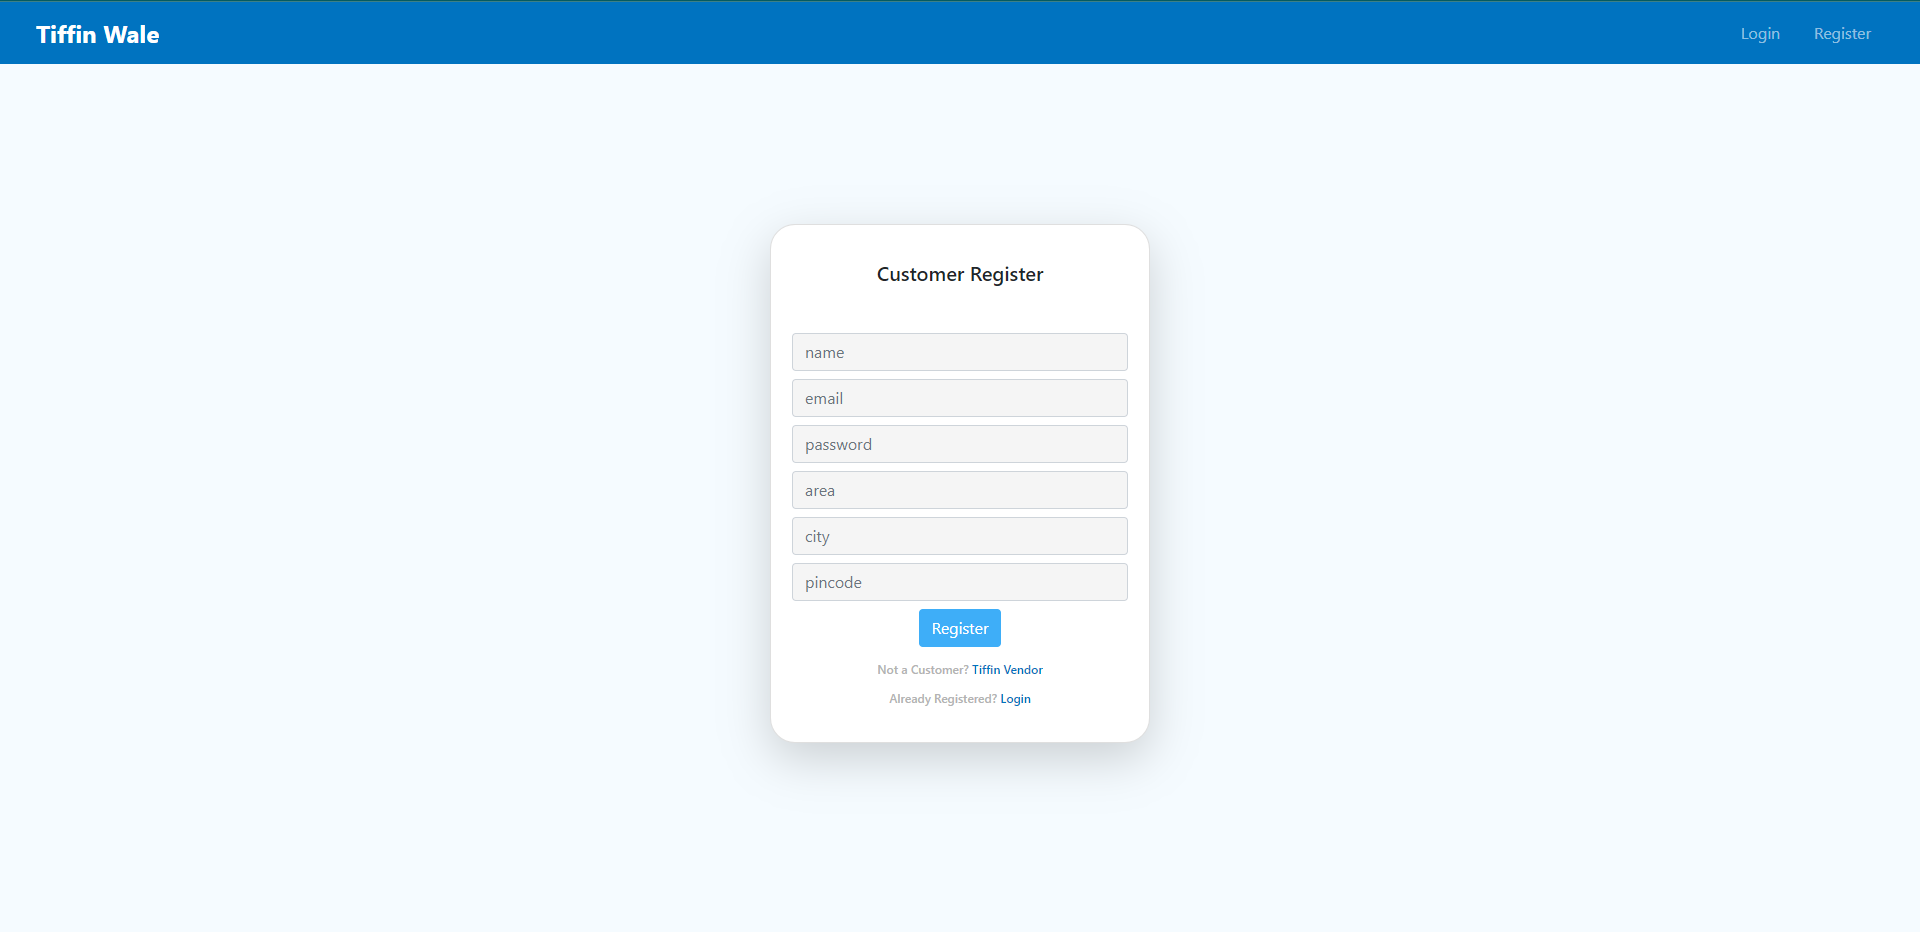 Tiffin Wale
Login
Register
Customer Register
name
email
password
area
city
pincode
Register
Not a Customer? Tiffin Vendor
Already Registered? Login